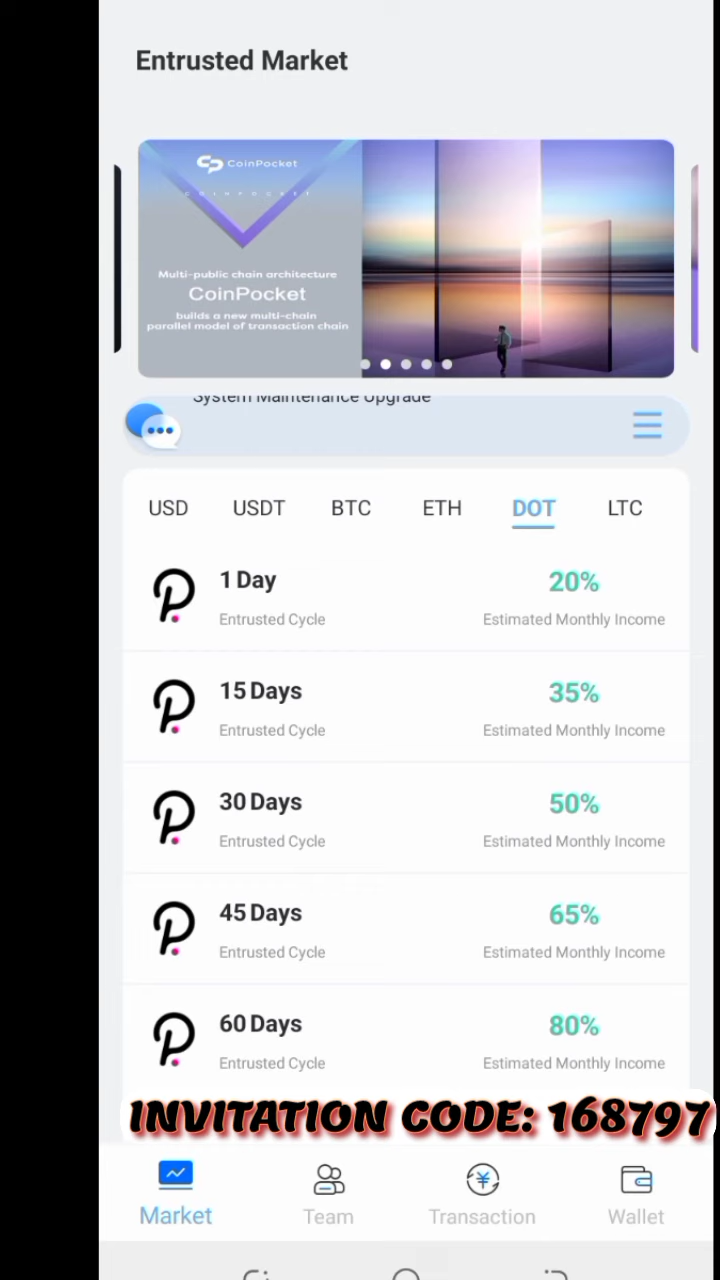 Entrusted Market
CoinPocket
COINPOCKET
Multi-public chain architecture
CoinPocket
builds a new multi-chain
parallel model of transaction chain
System Maintenance Upgrade
USD USDT BTC ETH DOT LTC
1 Day 20%
Entrusted Cycle Estimated Monthly Income
15 Days 35%
Entrusted Cycle Estimated Monthly Income
30 Days 50%
Entrusted Cycle Estimated Monthly Income
45 Days 65%
Entrusted Cycle Estimated Monthly Income
60 Days 80%
Entrusted Cycle Estimated Monthly Income
INVITATION CODE: 168797
Market Team Transaction Wallet